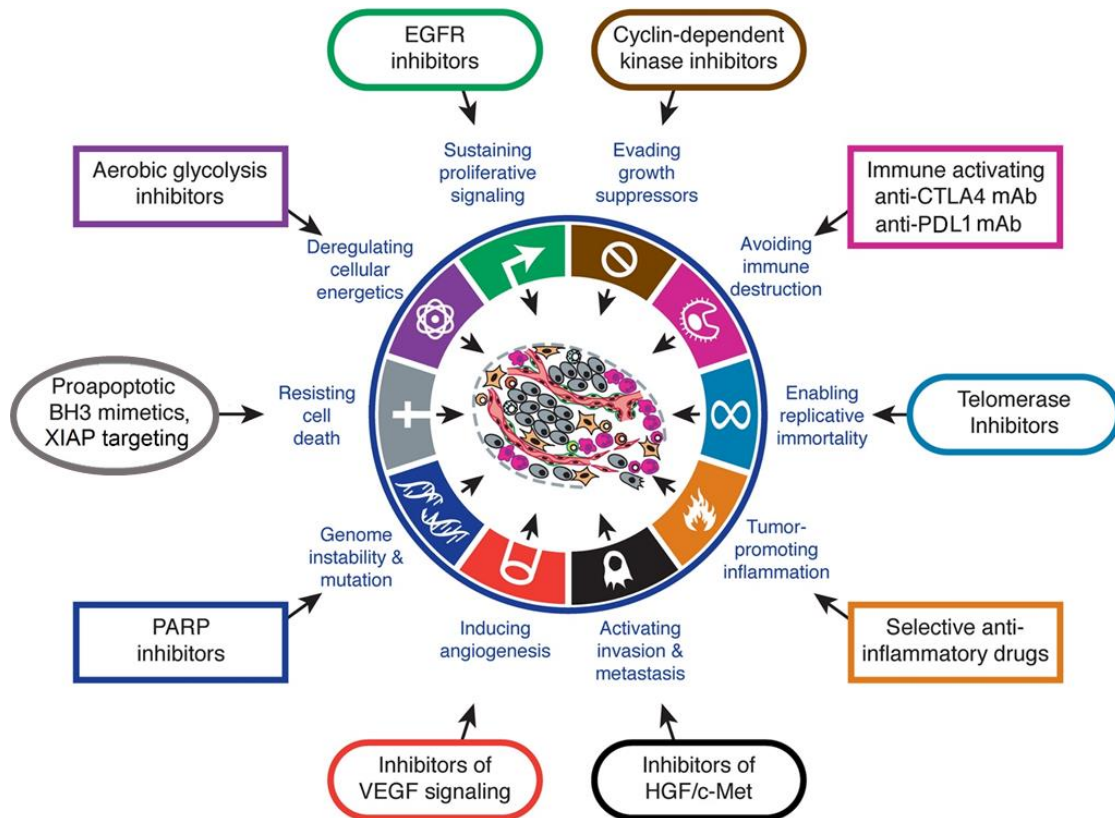 EGFR
inhibitors
Cyclin-dependent
kinase inhibitors
Aerobic glycolysis
inhibitors
Sustaining
proliferative
signaling
Evading
growth
suppressors
Immune activating
anti-CTLA4 mAb
anti-PDL1 mAb
Deregulating
cellular
energetics
Avoiding
immune
destruction
Proapoptotic
BH3 mimetics,
XIAP targeting
Resisting
cell
death
Enabling
replicative
immortality
Telomerase
Inhibitors
Genome
instability &
mutation
Tumor-
promoting
inflammation
PARP
inhibitors
Inducing
angiogenesis
Activating
invasion &
metastasis
Selective anti-
inflammatory drugs
Inhibitors of
VEGF signaling
Inhibitors of
HGF/c-Met